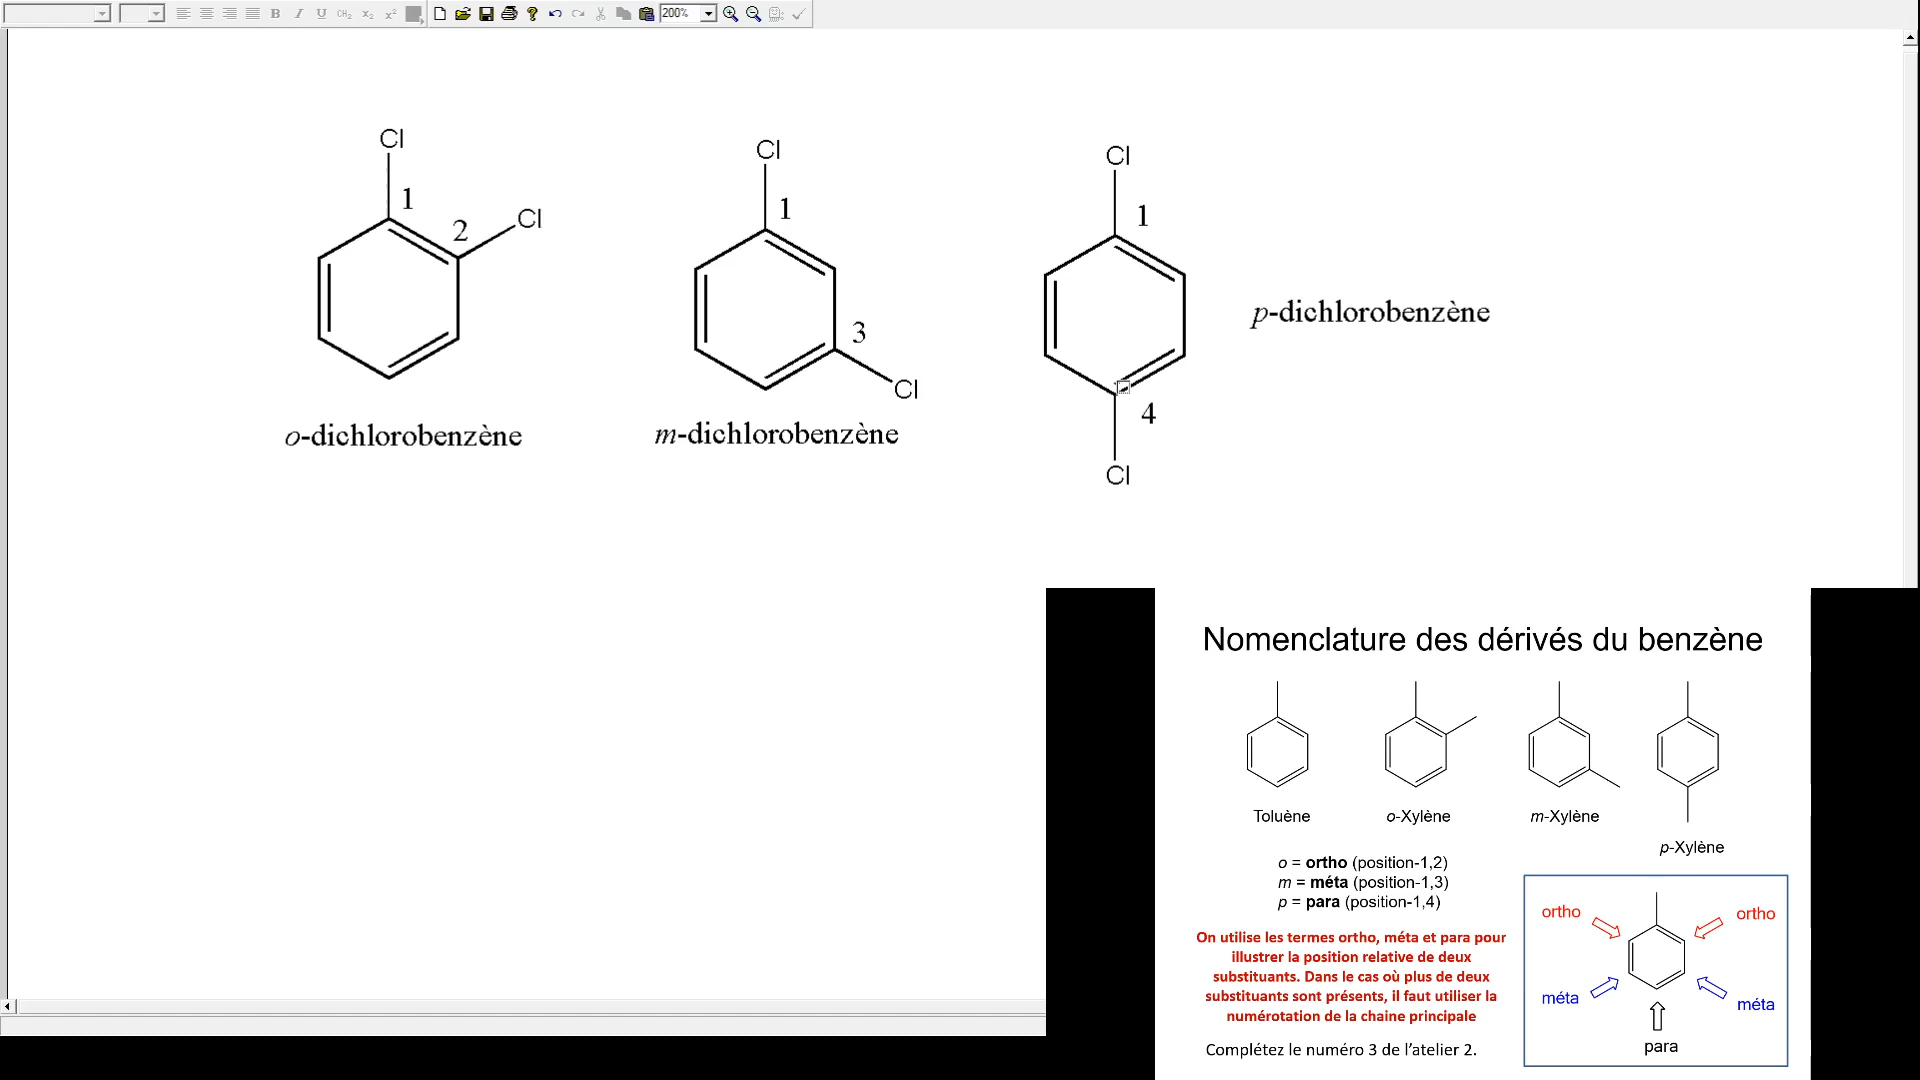 B I U CH₂ x₂ x² 200%
Cl
1
2
Cl
o-dichlorobenzène
Cl
1
3
Cl
m-dichlorobenzène
Cl
1
4
Cl
p-dichlorobenzène
Nomenclature des dérivés du benzène
Toluène
o-Xylène
m-Xylène
p-Xylène
o = ortho (position-1,2)
m = méta (position-1,3)
p = para (position-1,4)
On utilise les termes ortho, méta et para pour
illustrer la position relative de deux
substituants. Dans le cas où plus de deux
substituants sont présents, il faut utiliser la
numérotation de la chaine principale
Complétez le numéro 3 de l’atelier 2.
ortho
ortho
méta
méta
para